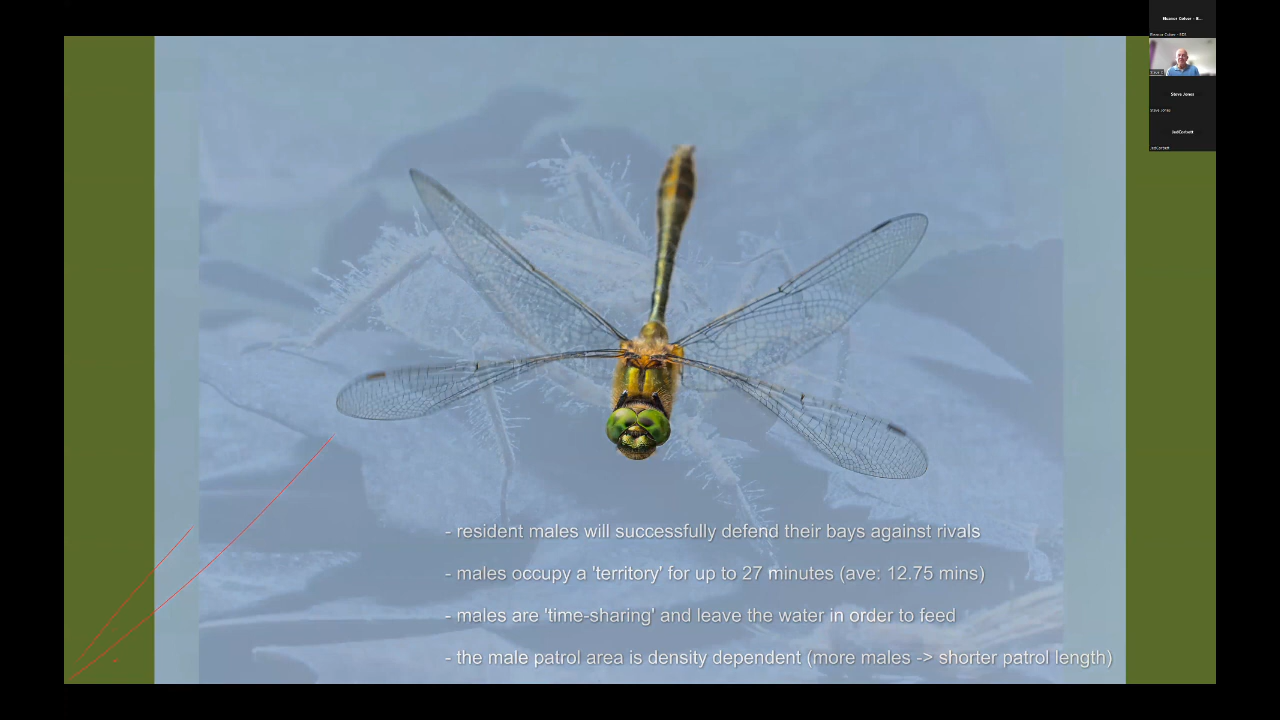 Steve Jones
- resident males will successfully defend their bays against rivals
- males occupy a 'territory' for up to 27 minutes (ave: 12.75 mins)
- males are 'time-sharing' and leave the water in order to feed
- the male patrol area is density dependent (more males -> shorter patrol length)